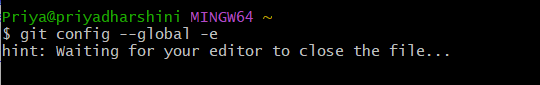 Priya@priyadharshini MINGW64 ~
$ git config --global -e
hint: Waiting for your editor to close the file...